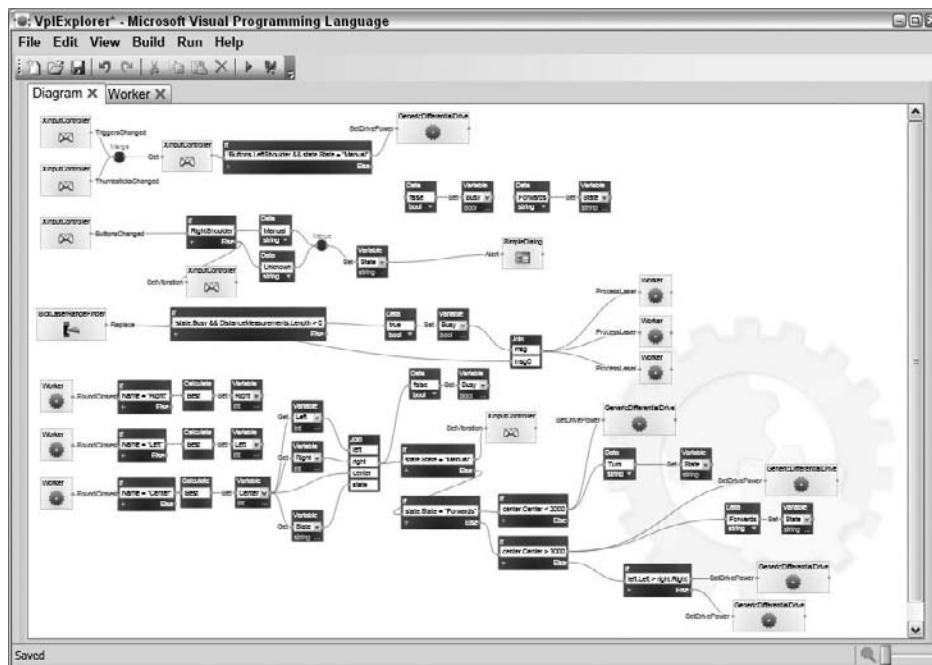 VplExplorer* - Microsoft Visual Programming Language
File Edit View Build Run Help
Diagram Worker
XInputController
TriggersChanged
Merge
Get
XInputController
XInputController
ThumbsticksChanged
If
Buttons.LeftShoulder && state.State = "Manual"
Else
SetDrivePower
GenericDifferentialDrive
Data
false
bool
Set
Variable
Busy
bool
Data
Forwards
string
Set
Variable
State
string
XInputController
ButtonsChanged
If
RightShoulder
Else
Data
Manual
string
Data
Unknown
string
Merge
Set
Variable
State
string
Alert
SimpleDialog
SetVibration
XInputController
SickLaserRangeFinder
Replace
If
state.Busy && DistanceMeasurements.Length > 0
Else
Data
true
bool
Set
Variable
Busy
bool
Join
msg
msg0
ProcessLaser
Worker
ProcessLaser
Worker
ProcessLaser
Worker
Worker
FoundClosest
If
Name = "Right"
Else
Calculate
Best
Set
Variable
Right
int
Worker
FoundClosest
If
Name = "Left"
Else
Calculate
Best
Set
Variable
Left
int
Worker
FoundClosest
If
Name = "Center"
Else
Calculate
Best
Set
Variable
Center
int
Get
Variable
Left
int
Get
Variable
Right
int
Get
Variable
State
string
Join
left
right
center
state
Data
false
bool
Set
Variable
Busy
bool
If
state.State = "Manual"
Else
SetVibration
XInputController
If
state.State = "Forwards"
Else
If
center.Center < 2000
Else
SetDrivePower
GenericDifferentialDrive
Data
Turn
string
Set
Variable
State
string
If
center.Center > 3000
Else
SetDrivePower
GenericDifferentialDrive
Data
Forwards
string
Set
Variable
State
string
If
left.Left > right.Right
Else
SetDrivePower
GenericDifferentialDrive
SetDrivePower
GenericDifferentialDrive
Saved